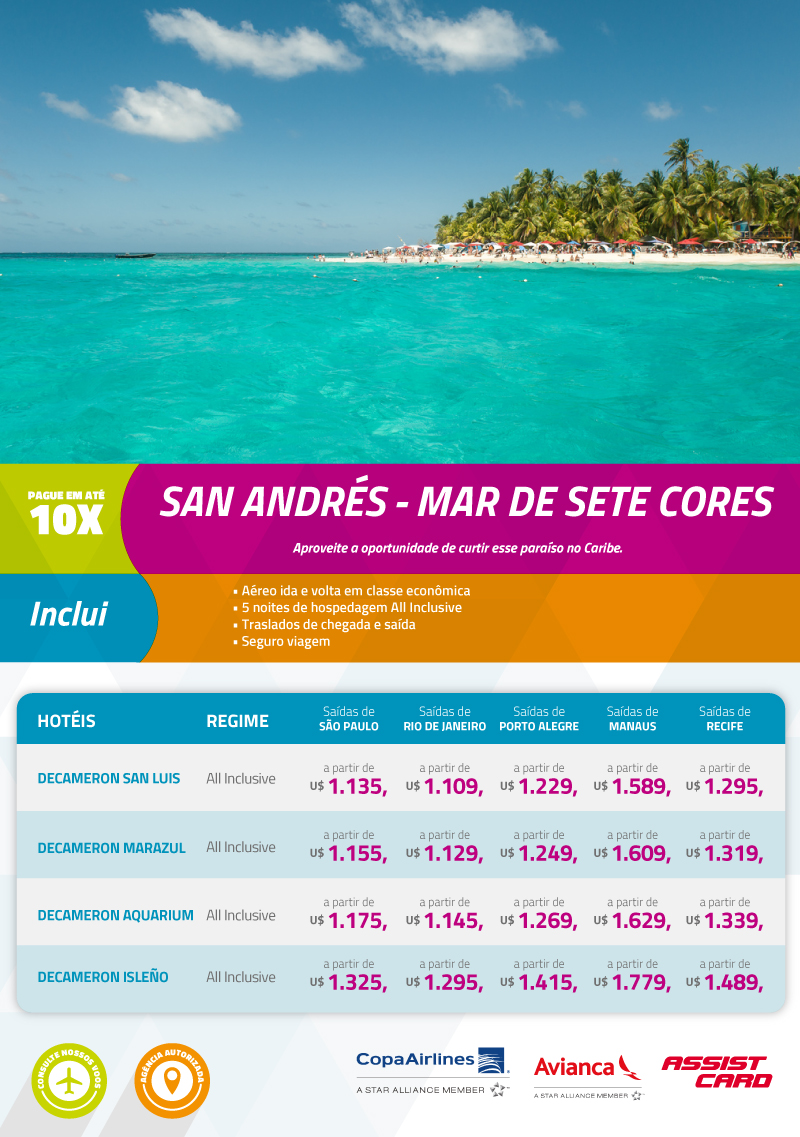 PAGUE EM ATÉ
10X
SAN ANDRÉS - MAR DE SETE CORES
Aproveite a oportunidade de curtir esse paraíso no Caribe.
Inclui
• Aéreo ida e volta em classe econômica
• 5 noites de hospedagem All Inclusive
• Traslados de chegada e saída
• Seguro viagem
HOTÉIS REGIME Saídas de SÃO PAULO Saídas de RIO DE JANEIRO Saídas de PORTO ALEGRE Saídas de MANAUS Saídas de RECIFE
DECAMERON SAN LUIS All Inclusive a partir de U$ 1.135, a partir de U$ 1.109, a partir de U$ 1.229, a partir de U$ 1.589, a partir de U$ 1.295,
DECAMERON MARAZUL All Inclusive a partir de U$ 1.155, a partir de U$ 1.129, a partir de U$ 1.249, a partir de U$ 1.609, a partir de U$ 1.319,
DECAMERON AQUARIUM All Inclusive a partir de U$ 1.175, a partir de U$ 1.145, a partir de U$ 1.269, a partir de U$ 1.629, a partir de U$ 1.339,
DECAMERON ISLEÑO All Inclusive a partir de U$ 1.325, a partir de U$ 1.295, a partir de U$ 1.415, a partir de U$ 1.779, a partir de U$ 1.489,
CONSULTE NOSSOS VOOS
AGÊNCIA AUTORIZADA
CopaAirlines
A STAR ALLIANCE MEMBER
Avianca
A STAR ALLIANCE MEMBER
ASSIST
CARD